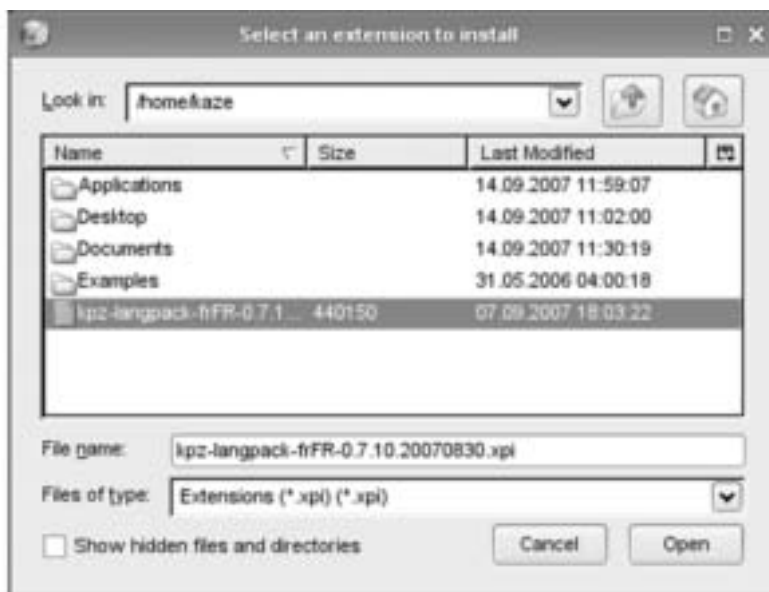 Select an extension to install
Look in: /home/kaze
Name Size Last Modified
Applications 14.09.2007 11:59:07
Desktop 14.09.2007 11:02:00
Documents 14.09.2007 11:30:19
Examples 31.05.2006 04:00:18
kpz-langpack-frFR-0.7.1... 440150 07.09.2007 18:03:22
File name: kpz-langpack-frFR-0.7.10.20070830.xpi
Files of type: Extensions (*.xpi) (*.xpi)
Show hidden files and directories Cancel Open